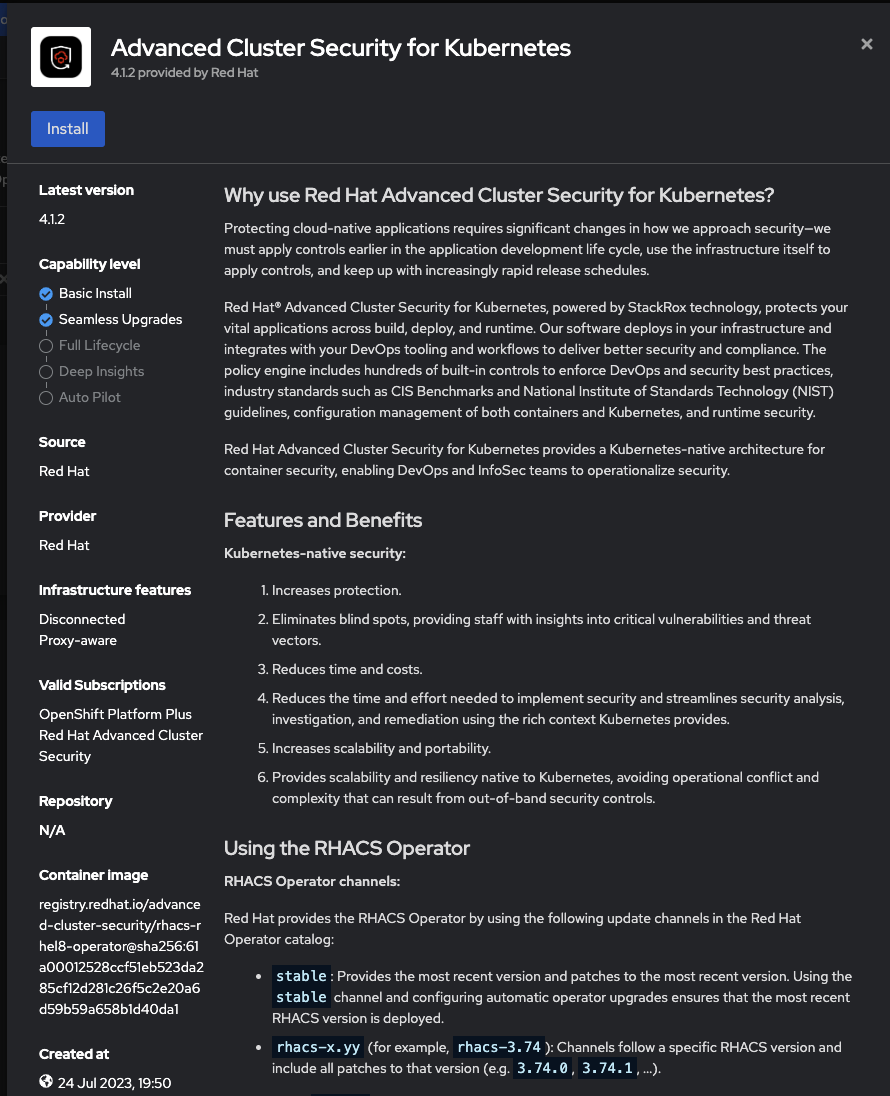 Advanced Cluster Security for Kubernetes
4.1.2 provided by Red Hat
Install
Latest version
4.1.2
Capability level
Basic Install
Seamless Upgrades
Full Lifecycle
Deep Insights
Auto Pilot
Source
Red Hat
Provider
Red Hat
Infrastructure features
Disconnected
Proxy-aware
Valid Subscriptions
OpenShift Platform Plus
Red Hat Advanced Cluster
Security
Repository
N/A
Container image
registry.redhat.io/advance
d-cluster-security/rhacs-r
hel8-operator@sha256:61
a00012528ccf51eb523da2
85cf12d281c26f5c2e20a6
d59b59a658b1d40da1
Created at
24 Jul 2023, 19:50
Why use Red Hat Advanced Cluster Security for Kubernetes?
Protecting cloud-native applications requires significant changes in how we approach security—we
must apply controls earlier in the application development life cycle, use the infrastructure itself to
apply controls, and keep up with increasingly rapid release schedules.
Red Hat® Advanced Cluster Security for Kubernetes, powered by StackRox technology, protects your
vital applications across build, deploy, and runtime. Our software deploys in your infrastructure and
integrates with your DevOps tooling and workflows to deliver better security and compliance. The
policy engine includes hundreds of built-in controls to enforce DevOps and security best practices,
industry standards such as CIS Benchmarks and National Institute of Standards Technology (NIST)
guidelines, configuration management of both containers and Kubernetes, and runtime security.
Red Hat Advanced Cluster Security for Kubernetes provides a Kubernetes-native architecture for
container security, enabling DevOps and InfoSec teams to operationalize security.
Features and Benefits
Kubernetes-native security:
1. Increases protection.
2. Eliminates blind spots, providing staff with insights into critical vulnerabilities and threat
vectors.
3. Reduces time and costs.
4. Reduces the time and effort needed to implement security and streamlines security analysis,
investigation, and remediation using the rich context Kubernetes provides.
5. Increases scalability and portability.
6. Provides scalability and resiliency native to Kubernetes, avoiding operational conflict and
complexity that can result from out-of-band security controls.
Using the RHACS Operator
RHACS Operator channels:
Red Hat provides the RHACS Operator by using the following update channels in the Red Hat
Operator catalog:
• stable : Provides the most recent version and patches to the most recent version. Using the
stable channel and configuring automatic operator upgrades ensures that the most recent
RHACS version is deployed.
• rhacs-x.yy (for example, rhacs-3.74 ): Channels follow a specific RHACS version and
include all patches to that version (e.g. 3.74.0 , 3.74.1 , ...).